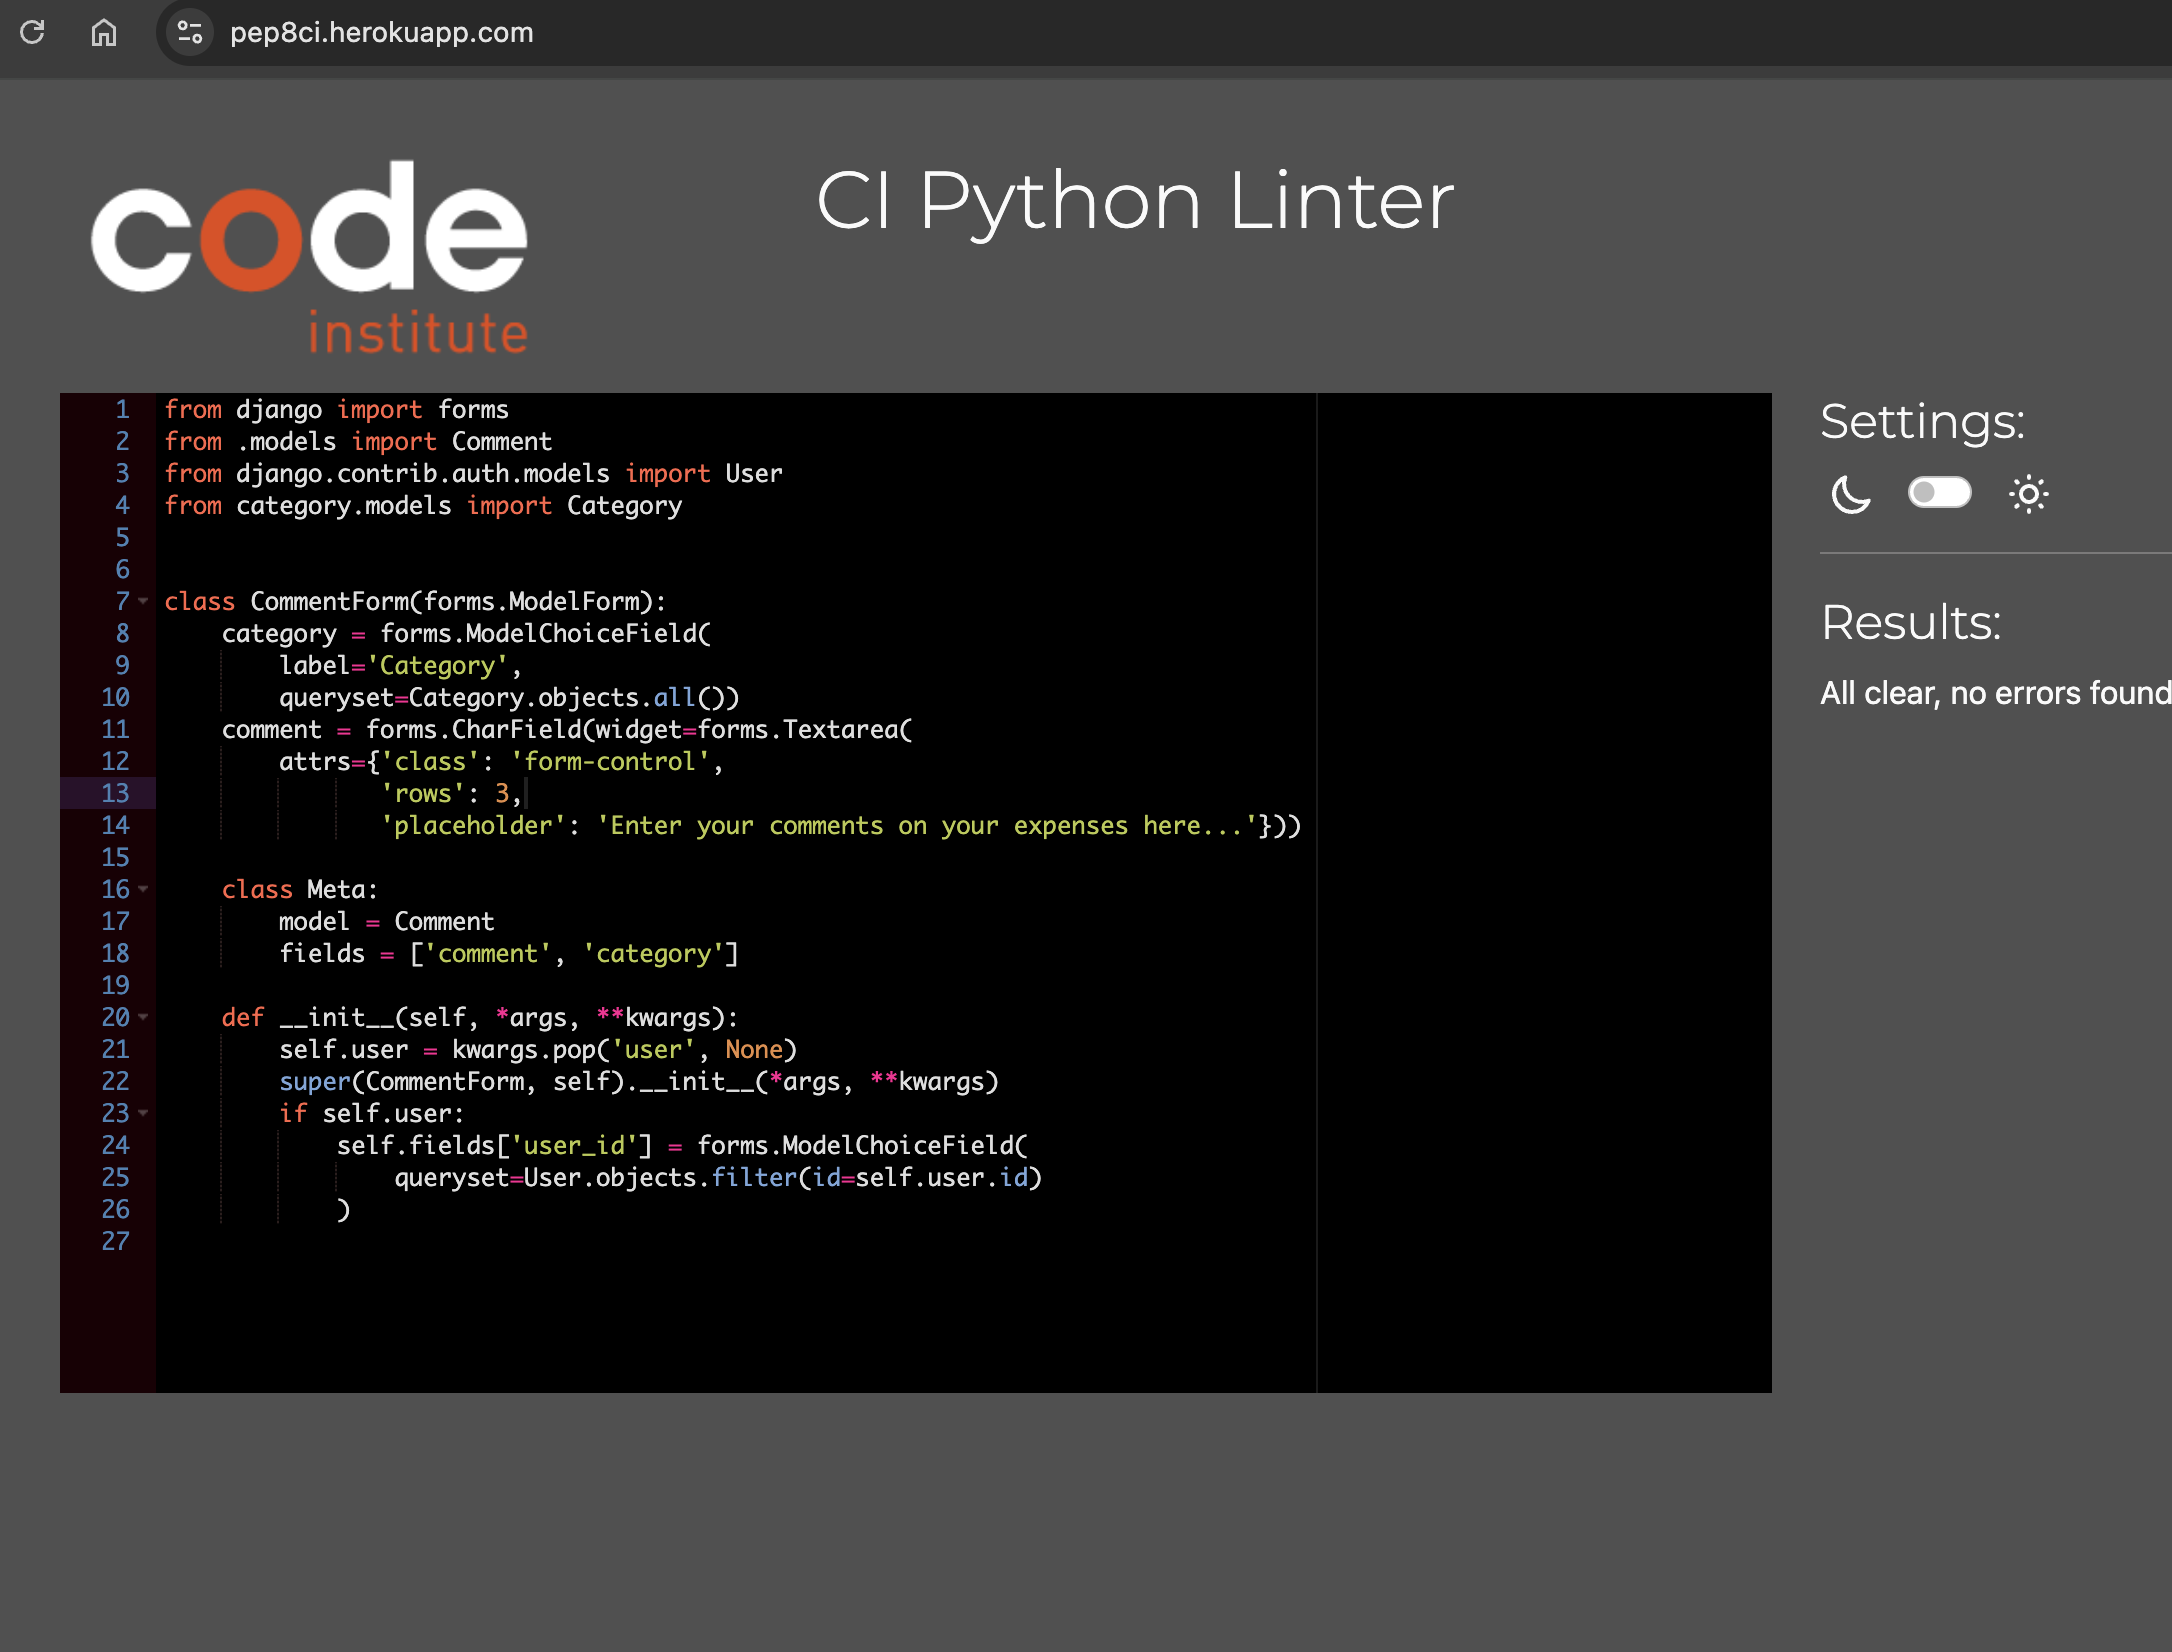 pep8ci.herokuapp.com
code
institute
CI Python Linter
1 from django import forms
2 from .models import Comment
3 from django.contrib.auth.models import User
4 from category.models import Category
5
6
7 class CommentForm(forms.ModelForm):
8     category = forms.ModelChoiceField(
9         label='Category',
10         queryset=Category.objects.all())
11     comment = forms.CharField(widget=forms.Textarea(
12         attrs={'class': 'form-control',
13                'rows': 3,
14                'placeholder': 'Enter your comments on your expenses here...'}))
15
16     class Meta:
17         model = Comment
18         fields = ['comment', 'category']
19
20     def __init__(self, *args, **kwargs):
21         self.user = kwargs.pop('user', None)
22         super(CommentForm, self).__init__(*args, **kwargs)
23         if self.user:
24             self.fields['user_id'] = forms.ModelChoiceField(
25                 queryset=User.objects.filter(id=self.user.id)
26             )
27
Settings:
Results:
All clear, no errors found